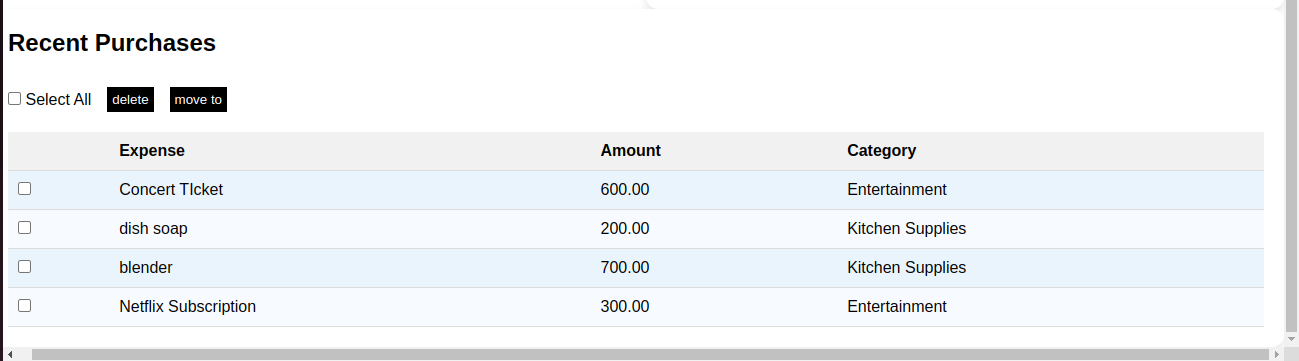 Recent Purchases
Select All delete move to
Expense Amount Category
Concert TIcket 600.00 Entertainment
dish soap 200.00 Kitchen Supplies
blender 700.00 Kitchen Supplies
Netflix Subscription 300.00 Entertainment